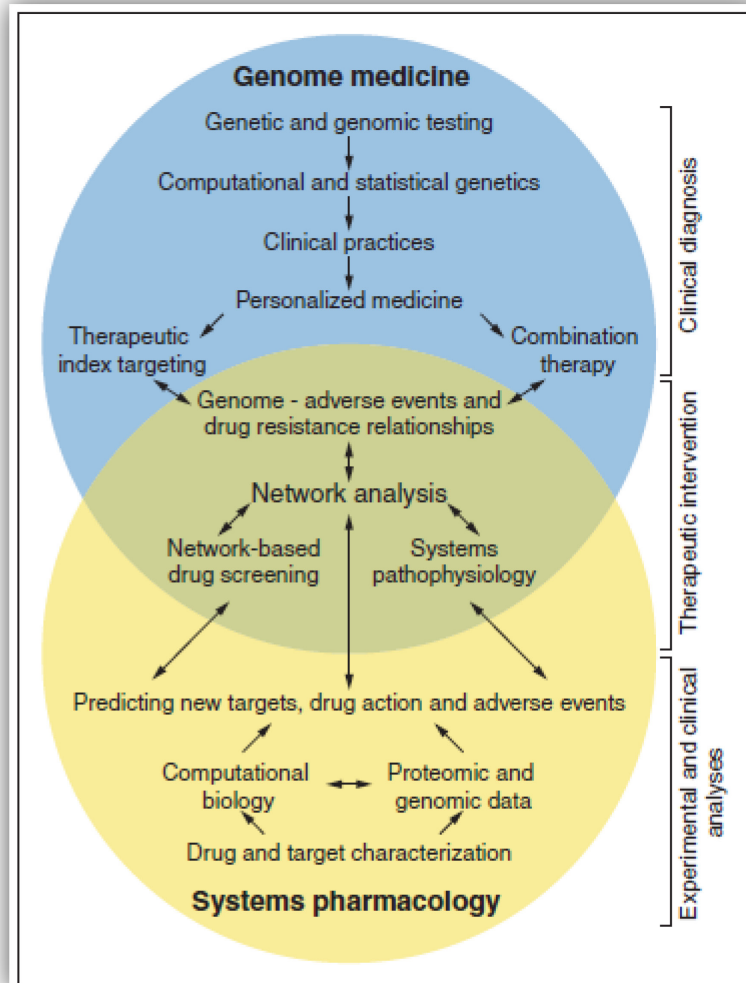 Genome medicine
Genetic and genomic testing
Computational and statistical genetics
Clinical practices
Personalized medicine
Therapeutic
index targeting
Combination
therapy
Genome - adverse events and
drug resistance relationships
Network analysis
Network-based
drug screening
Systems
pathophysiology
Predicting new targets, drug action and adverse events
Computational
biology
Proteomic and
genomic data
Drug and target characterization
Systems pharmacology
Clinical diagnosis
Therapeutic intervention
Experimental and clinical
analyses